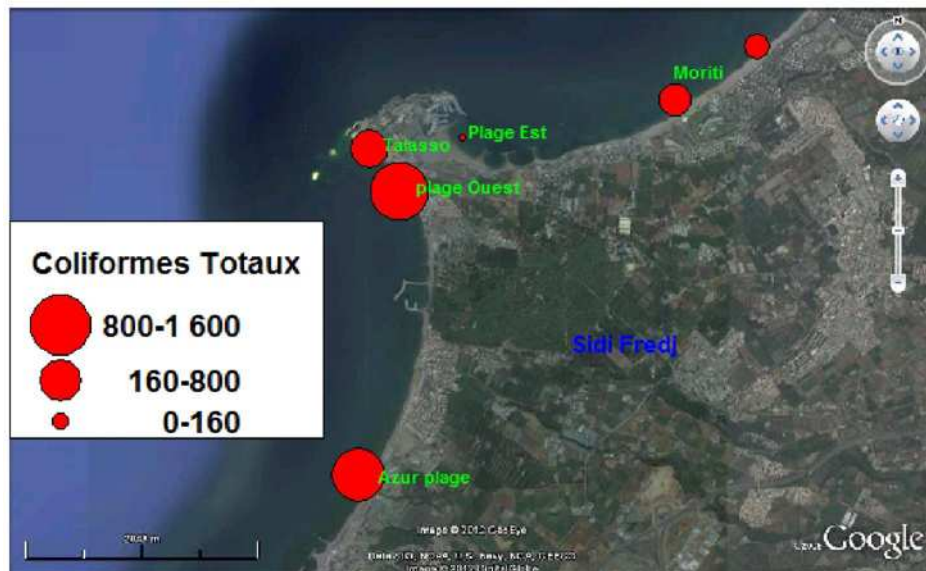 N
Moriti
Plage Est
Talasso
plage Ouest
Coliformes Totaux
800-1 600
160-800
0-160
Sidi Fredj
Azur plage
Google